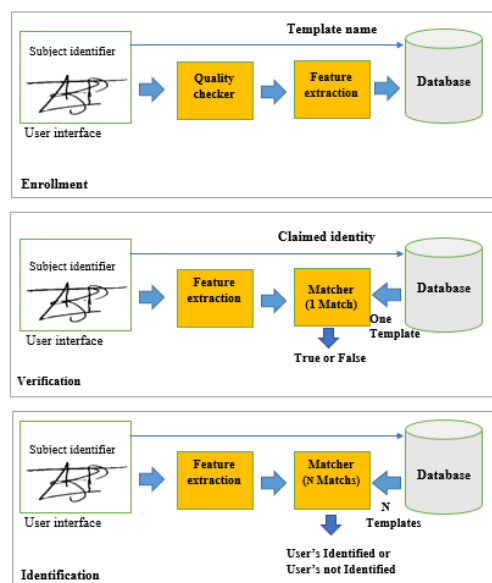 Template name
Subject identifier
Quality
checker
Feature
extraction
Database
User interface
Enrollment
Claimed identity
Subject identifier
Feature
extraction
Matcher
(1 Match)
Database
One
Template
User interface
True or False
Verification
Subject identifier
Feature
extraction
Matcher
(N Matchs)
Database
N
Templates
User interface
User's Identified or
User's not Identified
Identification